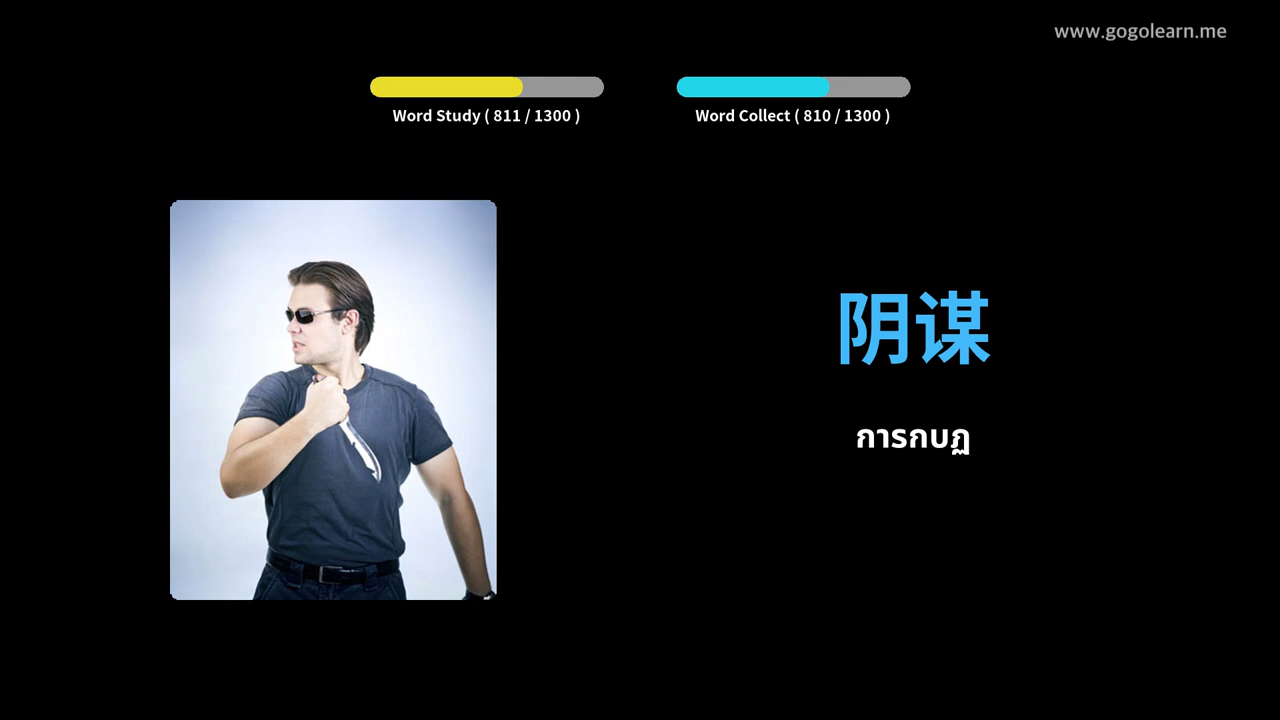 www.gogolearn.me
Word Study ( 811 / 1300 )
Word Collect ( 810 / 1300 )
阴谋
การกบฏ